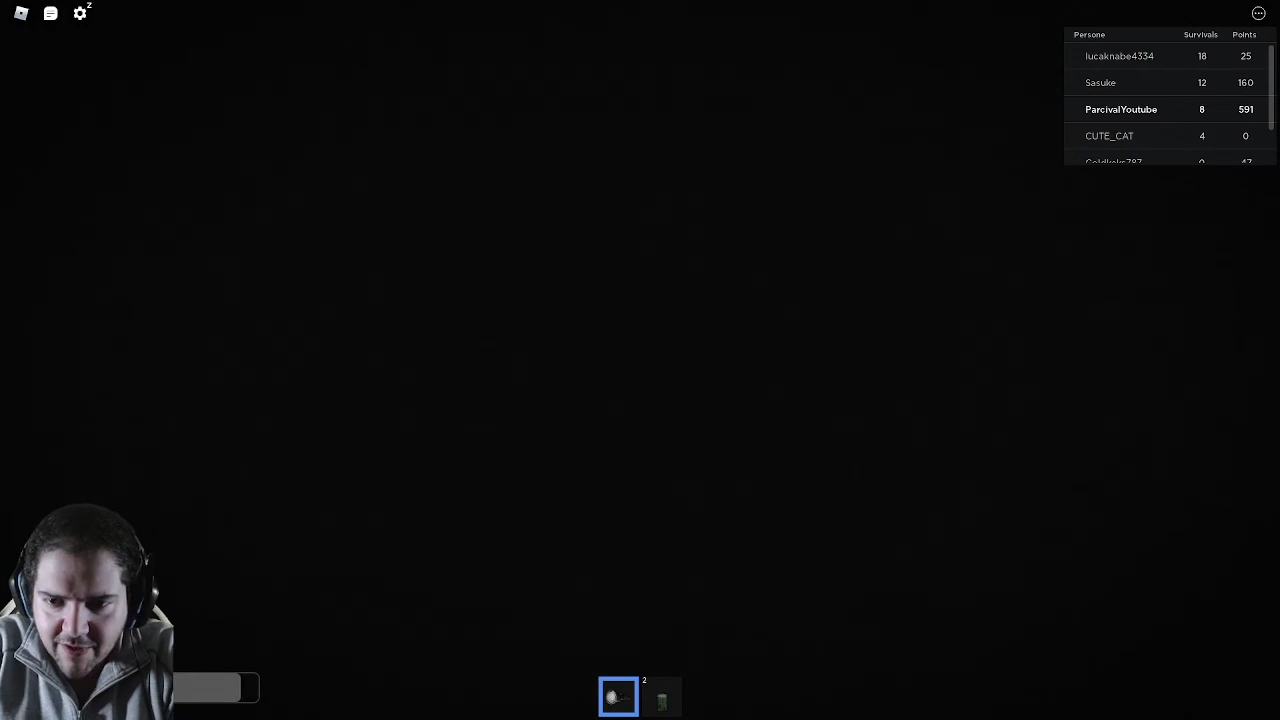 Z
Persone Survivals Points
lucaknabe4334 18 25
Sasuke 12 160
ParcivalYoutube 8 591
CUTE_CAT 4 0
2